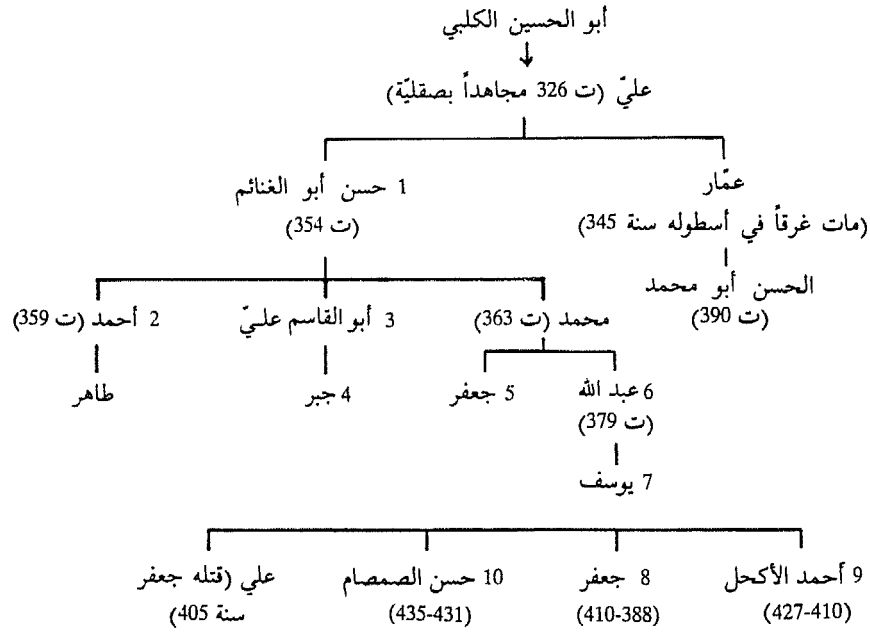 أبو الحسين الكلبي
عليّ (ت 326 مجاهداً بصقليّة)
عمّار
(مات غرقاً في أسطوله سنة 345)
1 حسن أبو الغنائم
(ت 354)
الحسن أبو محمد
(ت 390)
محمد (ت 363)
3 أبو القاسم عليّ
2 أحمد (ت 359)
6 عبد الله
(ت 379)
5 جعفر
4 جبر
طاهر
7 يوسف
9 أحمد الأكحل
(427-410)
8 جعفر
(410-388)
10 حسن الصمصام
(435-431)
علي (قتله جعفر
سنة 405)